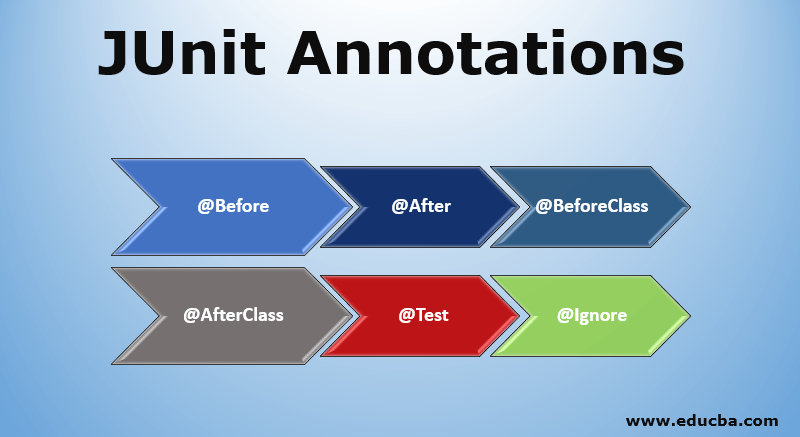 JUnit Annotations
@Before
@After
@BeforeClass
@AfterClass
@Test
@Ignore
www.educba.com